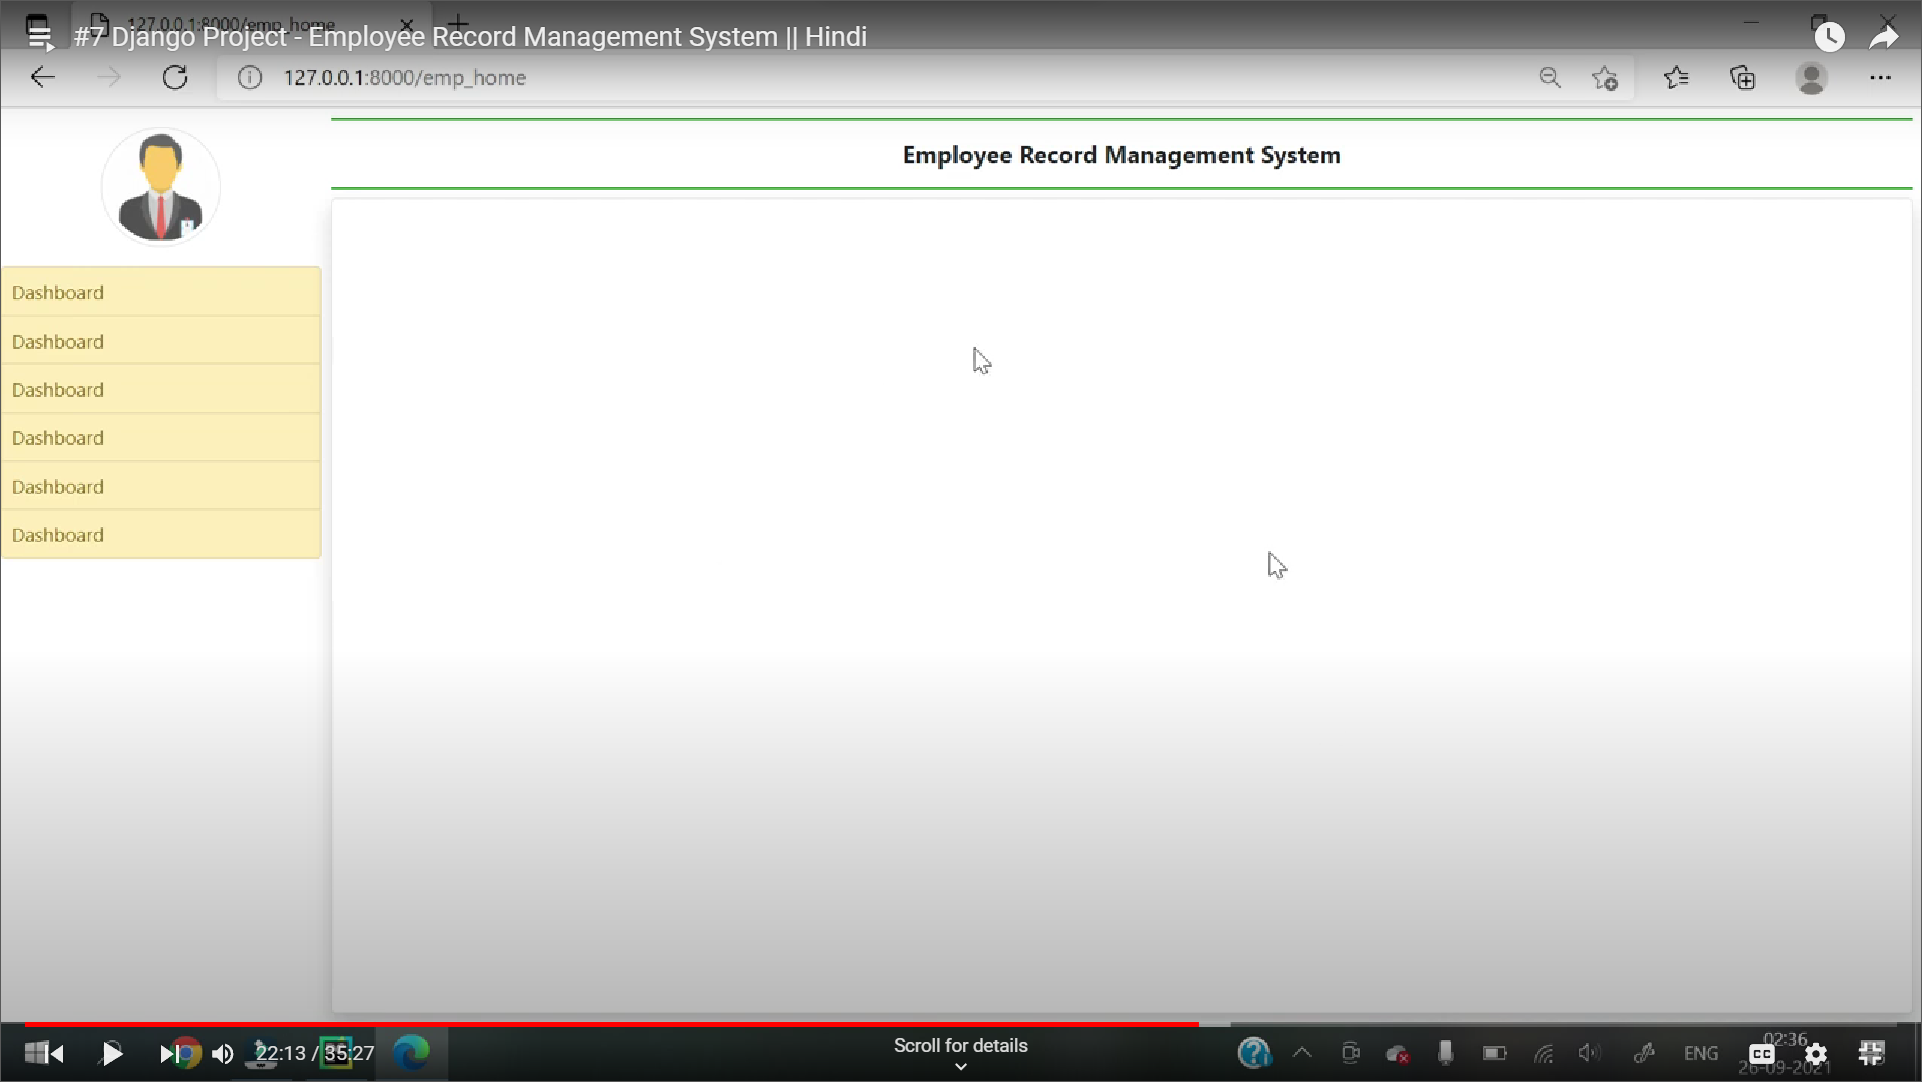 127.0.0.1:8000/emp_home
#7 Django Project - Employee Record Management System || Hindi
127.0.0.1:8000/emp_home
Employee Record Management System
Dashboard
Dashboard
Dashboard
Dashboard
Dashboard
Dashboard
22:13 / 35:27
Scroll for details
ENG
CC
02:36
26-09-2021